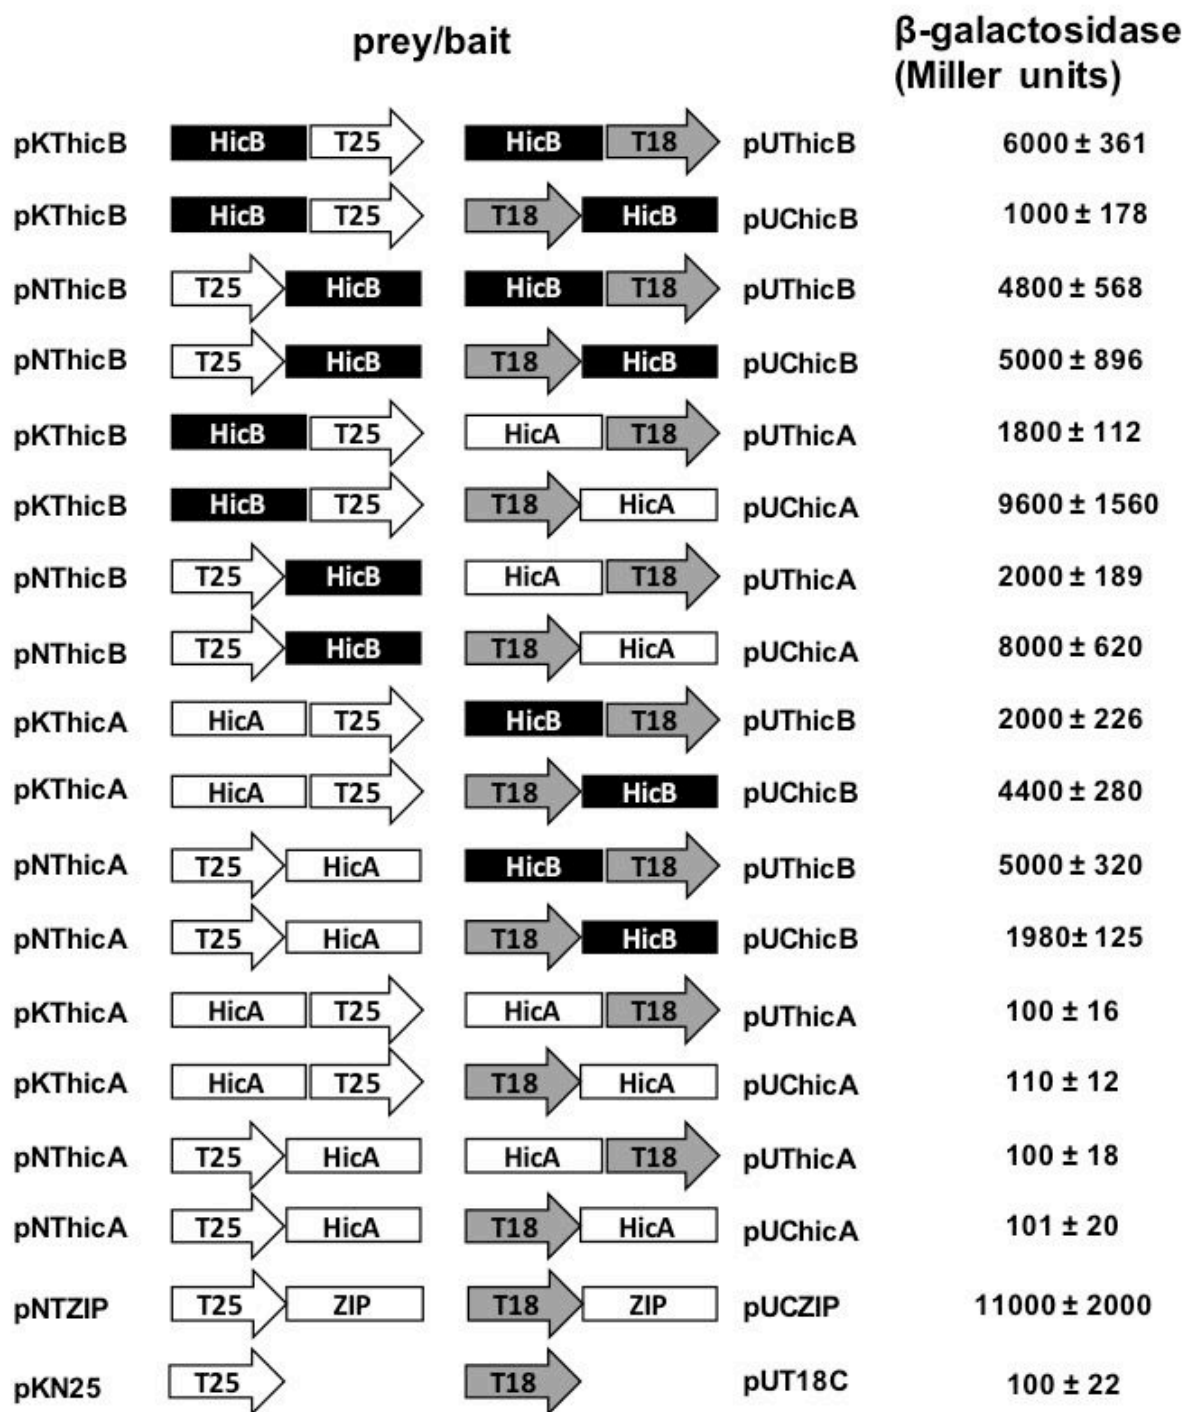 prey/bait
β-galactosidase
(Miller units)
pKThicB HicB T25 HicB T18 pUThicB 6000 ± 361
pKThicB HicB T25 T18 HicB pUChicB 1000 ± 178
pNThicB T25 HicB HicB T18 pUThicB 4800 ± 568
pNThicB T25 HicB T18 HicB pUChicB 5000 ± 896
pKThicB HicB T25 HicA T18 pUThicA 1800 ± 112
pKThicB HicB T25 T18 HicA pUChicA 9600 ± 1560
pNThicB T25 HicB HicA T18 pUThicA 2000 ± 189
pNThicB T25 HicB T18 HicA pUChicA 8000 ± 620
pKThicA HicA T25 HicB T18 pUThicB 2000 ± 226
pKThicA HicA T25 T18 HicB pUChicB 4400 ± 280
pNThicA T25 HicA HicB T18 pUThicB 5000 ± 320
pNThicA T25 HicA T18 HicB pUChicB 1980± 125
pKThicA HicA T25 HicA T18 pUThicA 100 ± 16
pKThicA HicA T25 T18 HicA pUChicA 110 ± 12
pNThicA T25 HicA HicA T18 pUThicA 100 ± 18
pNThicA T25 HicA T18 HicA pUChicA 101 ± 20
pNTZIP T25 ZIP T18 ZIP pUCZIP 11000 ± 2000
pKN25 T25 T18 pUT18C 100 ± 22